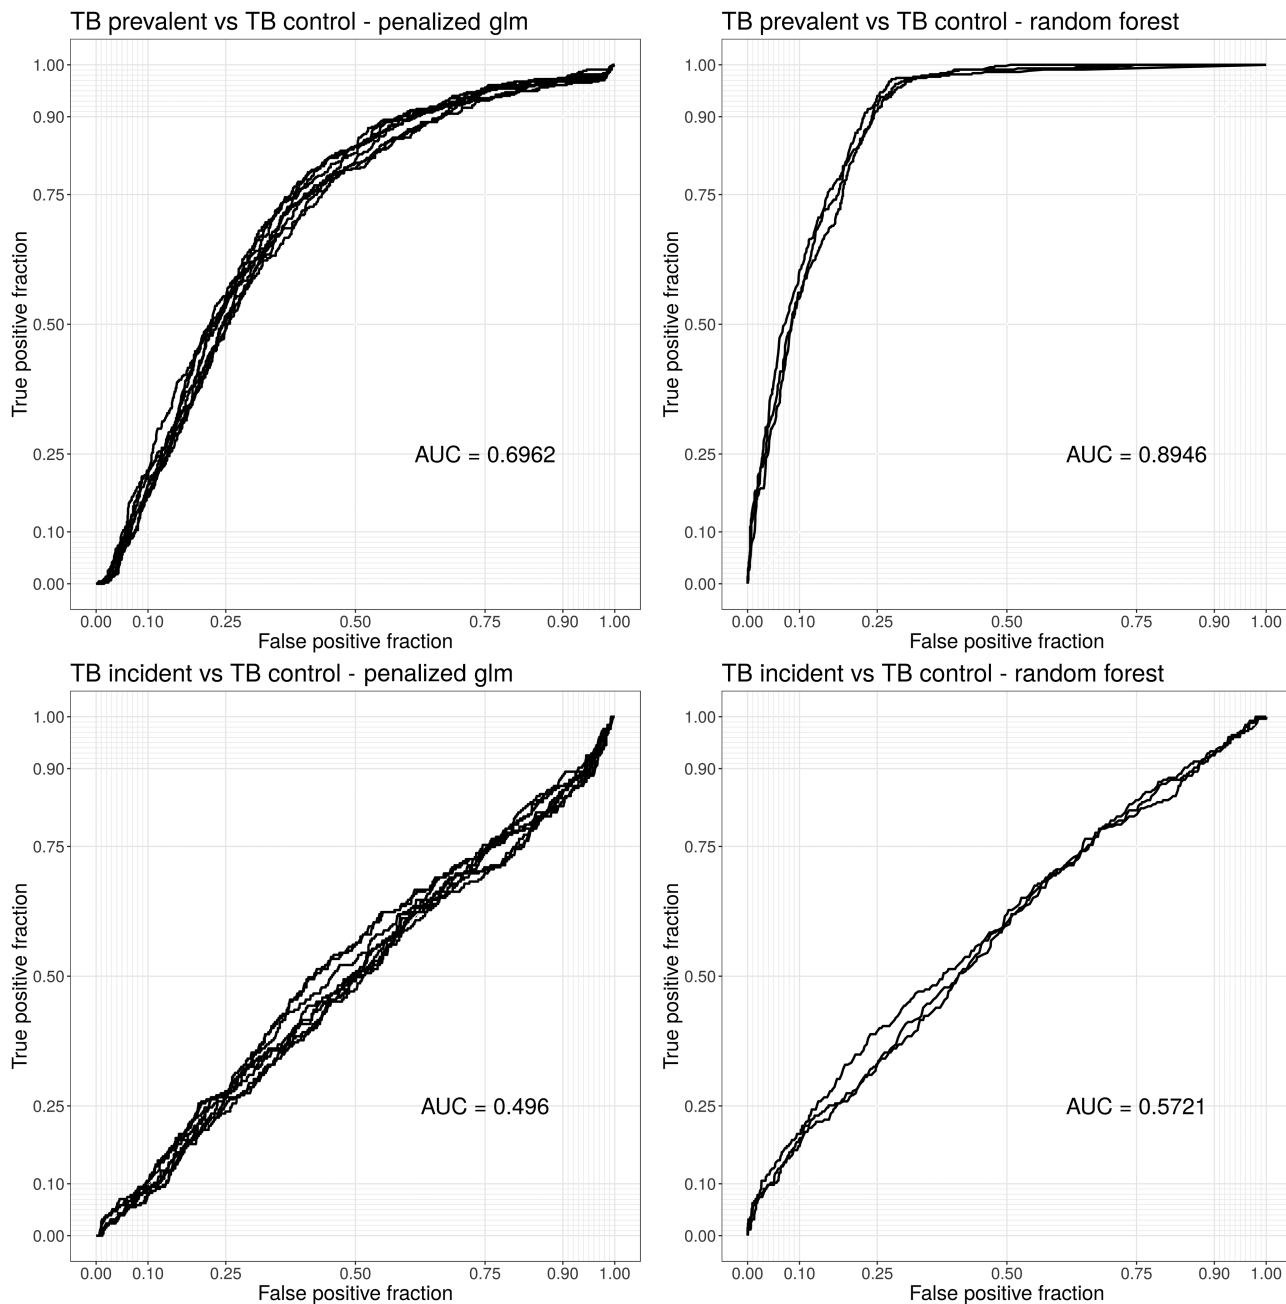 TB prevalent vs TB control - penalized glm
1.00
0.90
0.75
0.50
0.25
0.10
0.00
True positive fraction
AUC = 0.6962
0.00 0.10 0.25 0.50 0.75 0.90 1.00
False positive fraction
TB prevalent vs TB control - random forest
1.00
0.90
0.75
0.50
0.25
0.10
0.00
True positive fraction
AUC = 0.8946
0.00 0.10 0.25 0.50 0.75 0.90 1.00
False positive fraction
TB incident vs TB control - penalized glm
1.00
0.90
0.75
0.50
0.25
0.10
0.00
True positive fraction
AUC = 0.496
0.00 0.10 0.25 0.50 0.75 0.90 1.00
False positive fraction
TB incident vs TB control - random forest
1.00
0.90
0.75
0.50
0.25
0.10
0.00
True positive fraction
AUC = 0.5721
0.00 0.10 0.25 0.50 0.75 0.90 1.00
False positive fraction